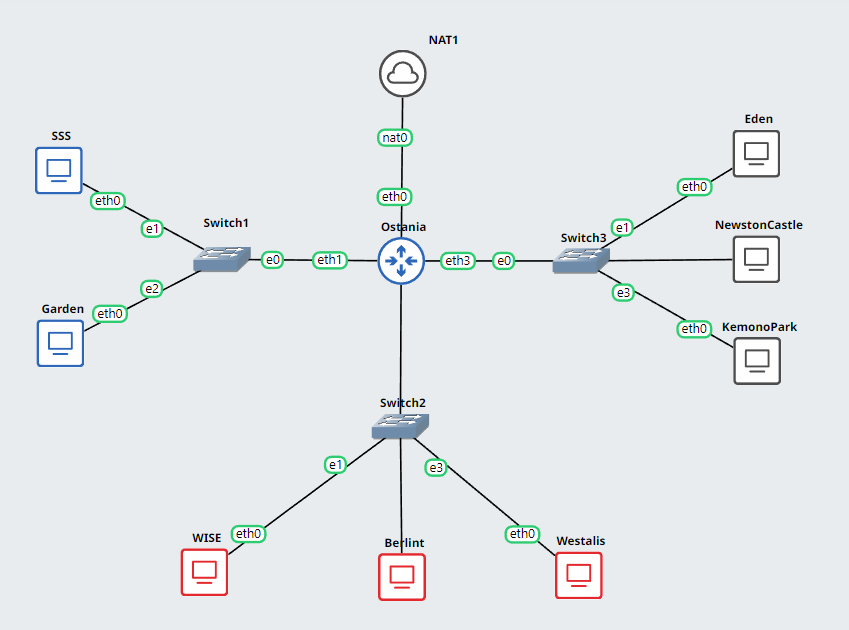 NAT1
nat0
eth0
Ostania
SSS
eth0
e1
Switch1
e0
eth1
e2
Garden
eth0
eth3
e0
Switch3
e1
eth0
Eden
NewstonCastle
e3
eth0
KemonoPark
Switch2
e1
e3
eth0
WISE
Berlint
eth0
Westalis